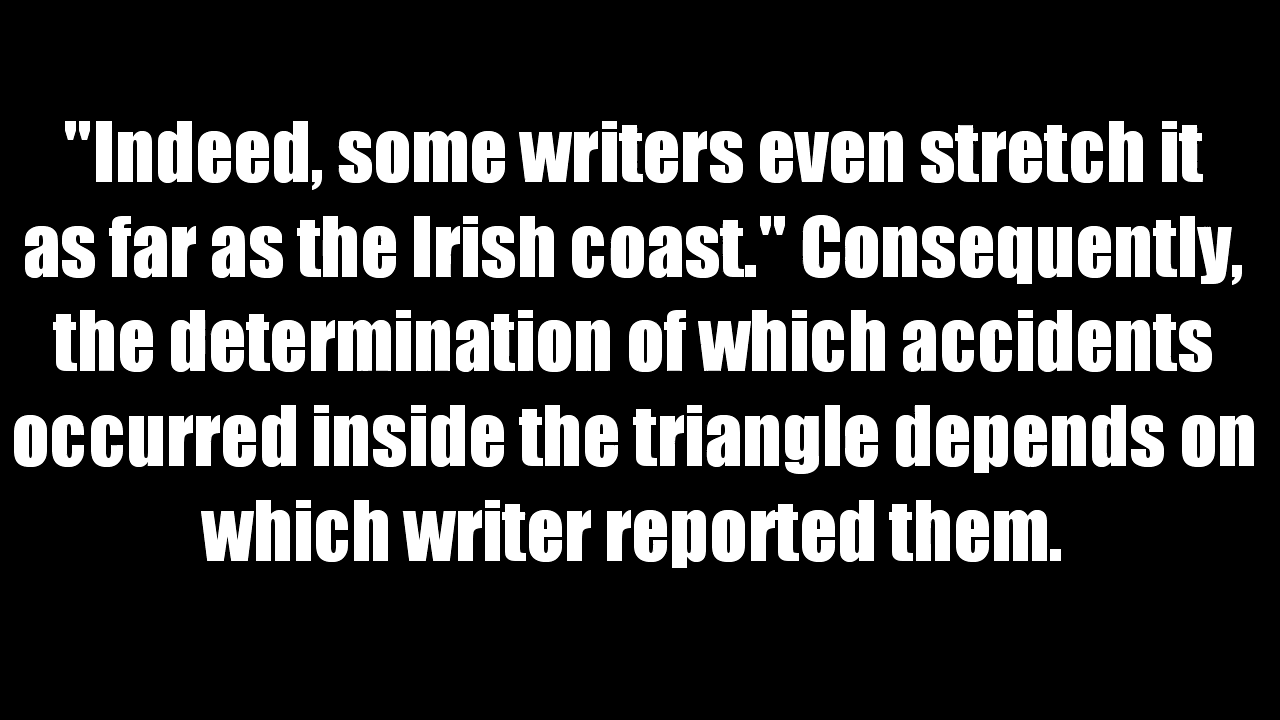 "Indeed, some writers even stretch it
as far as the Irish coast." Consequently,
the determination of which accidents
occurred inside the triangle depends on
which writer reported them.